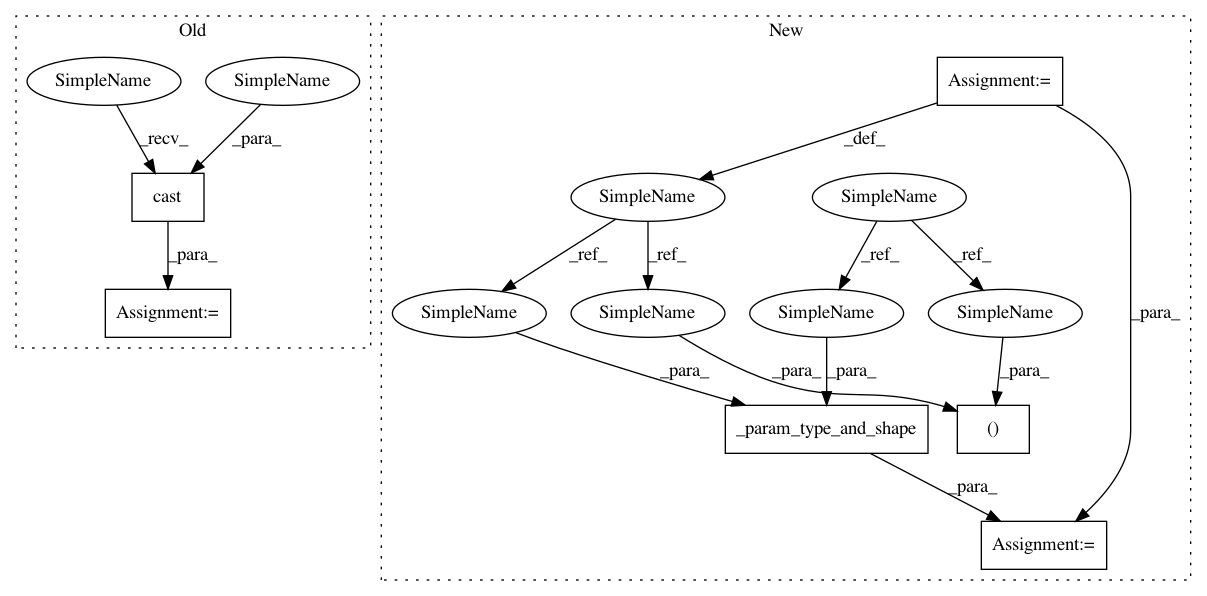 Old
New
SimpleName
SimpleName
Assignment:=
_recv_
_para_
_def_
cast
SimpleName
SimpleName
_para_
_ref_
_ref_
_ref_
_ref_
Assignment:=
SimpleName
SimpleName
SimpleName
SimpleName
_para_
_para_
_para_
_para_
_para_
_param_type_and_shape
()
_para_
Assignment:=